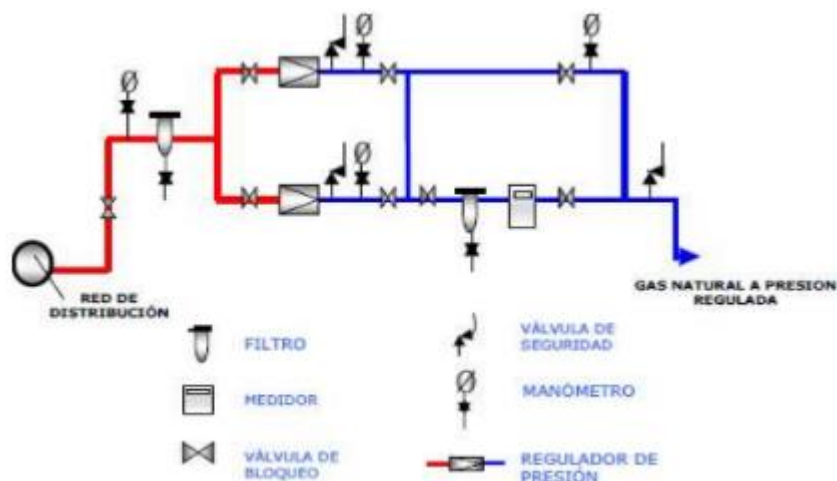 GAS NATURAL A PRESION
REGULADA
RED DE
DISTRIBUCIÓN
FILTRO
VÁLVULA DE
SEGURIDAD
MEDIDOR
MANÓMETRO
VÁLVULA DE
BLOQUEO
REGULADOR DE
PRESIÓN